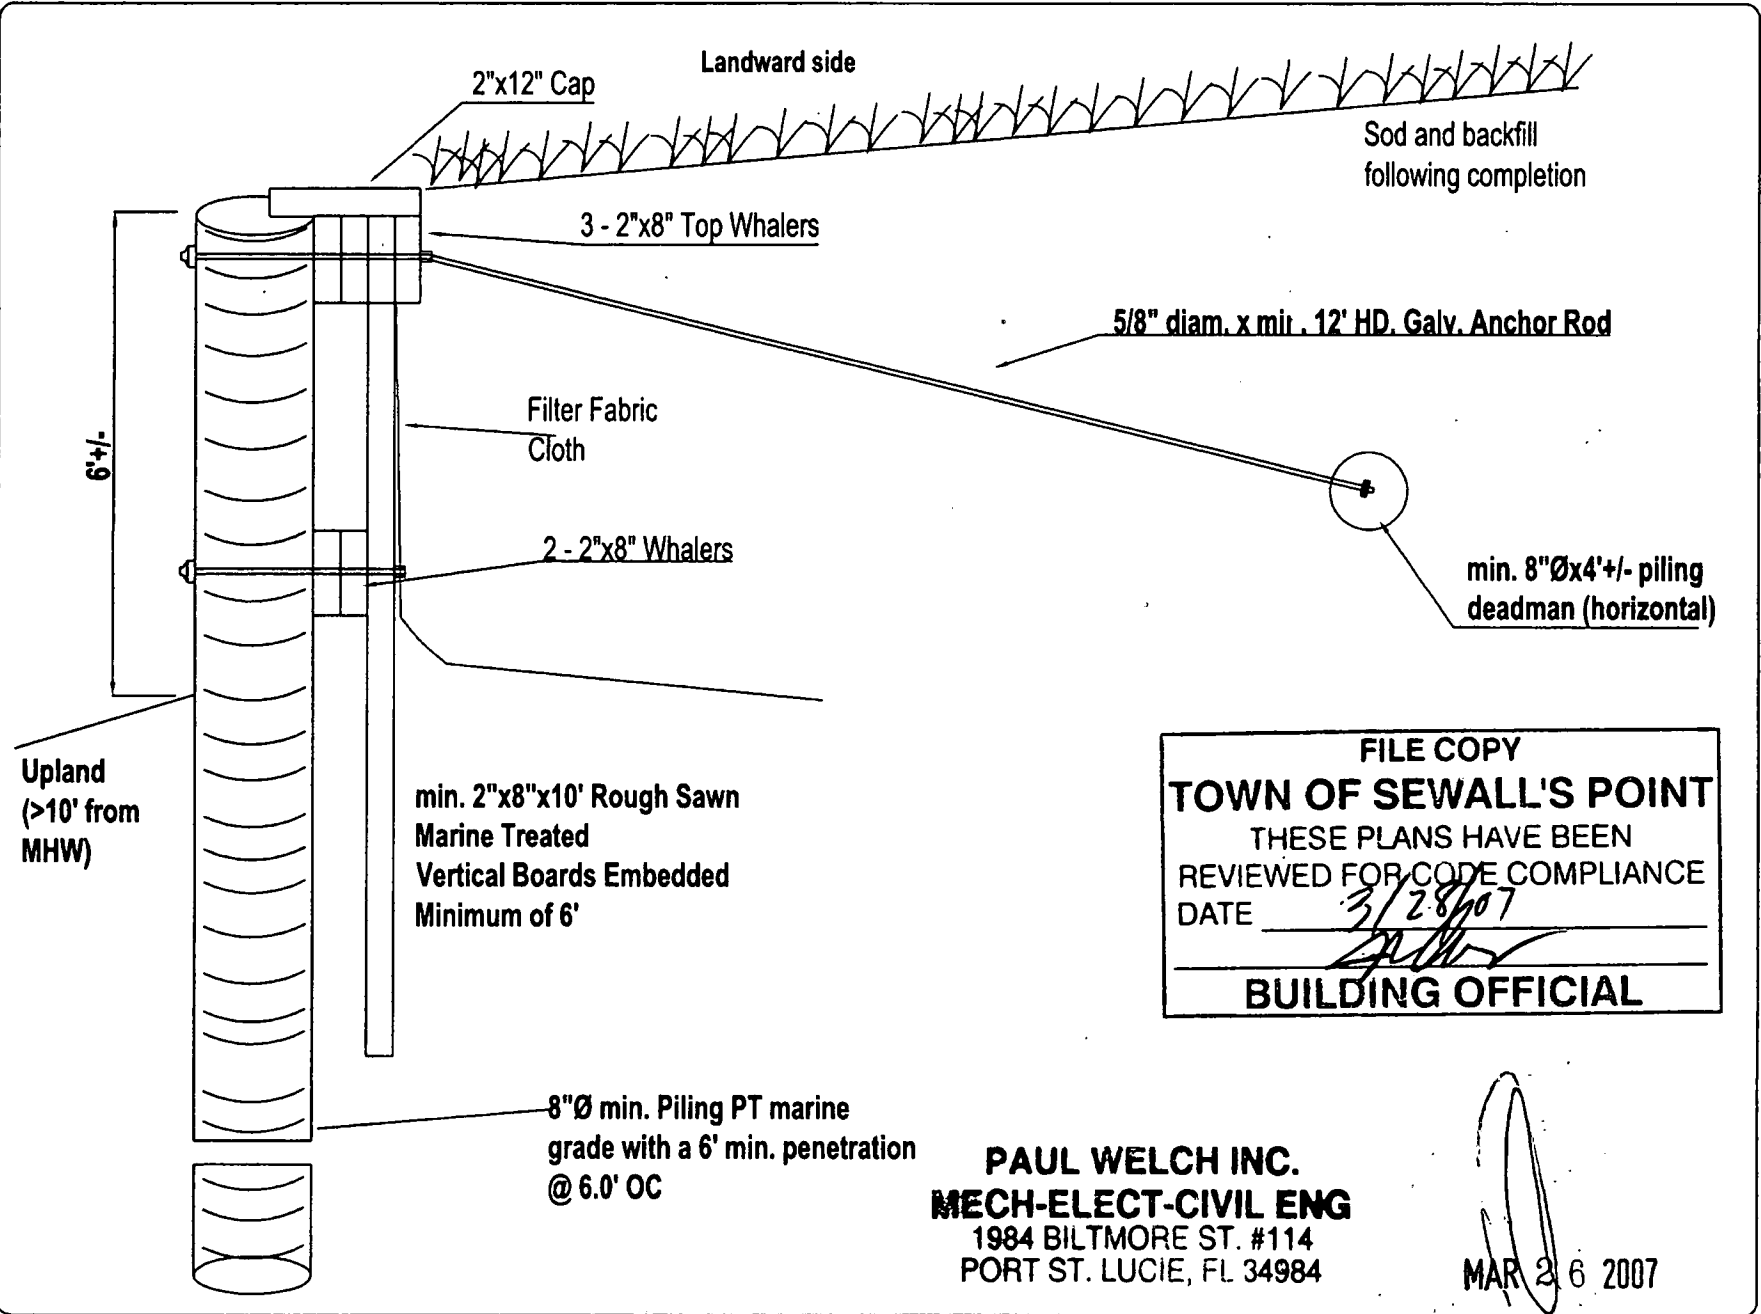 Landward side
2"x12" Cap
Sod and backfill
following completion
3 - 2"x8" Top Whalers
5/8" diam. x mir . 12' HD. Galv. Anchor Rod
Filter Fabric
Cloth
6'+/-
2 - 2"x8" Whalers
min. 8"Øx4'+/- piling
deadman (horizontal)
Upland
(>10' from
MHW)
min. 2"x8"x10' Rough Sawn
Marine Treated
Vertical Boards Embedded
Minimum of 6'
FILE COPY
TOWN OF SEWALL'S POINT
THESE PLANS HAVE BEEN
REVIEWED FOR CODE COMPLIANCE
DATE 3/28/07
BUILDING OFFICIAL
8"Ø min. Piling PT marine
grade with a 6' min. penetration
@ 6.0' OC
PAUL WELCH INC.
MECH-ELECT-CIVIL ENG
1984 BILTMORE ST. #114
PORT ST. LUCIE, FL 34984
MAR 26 2007